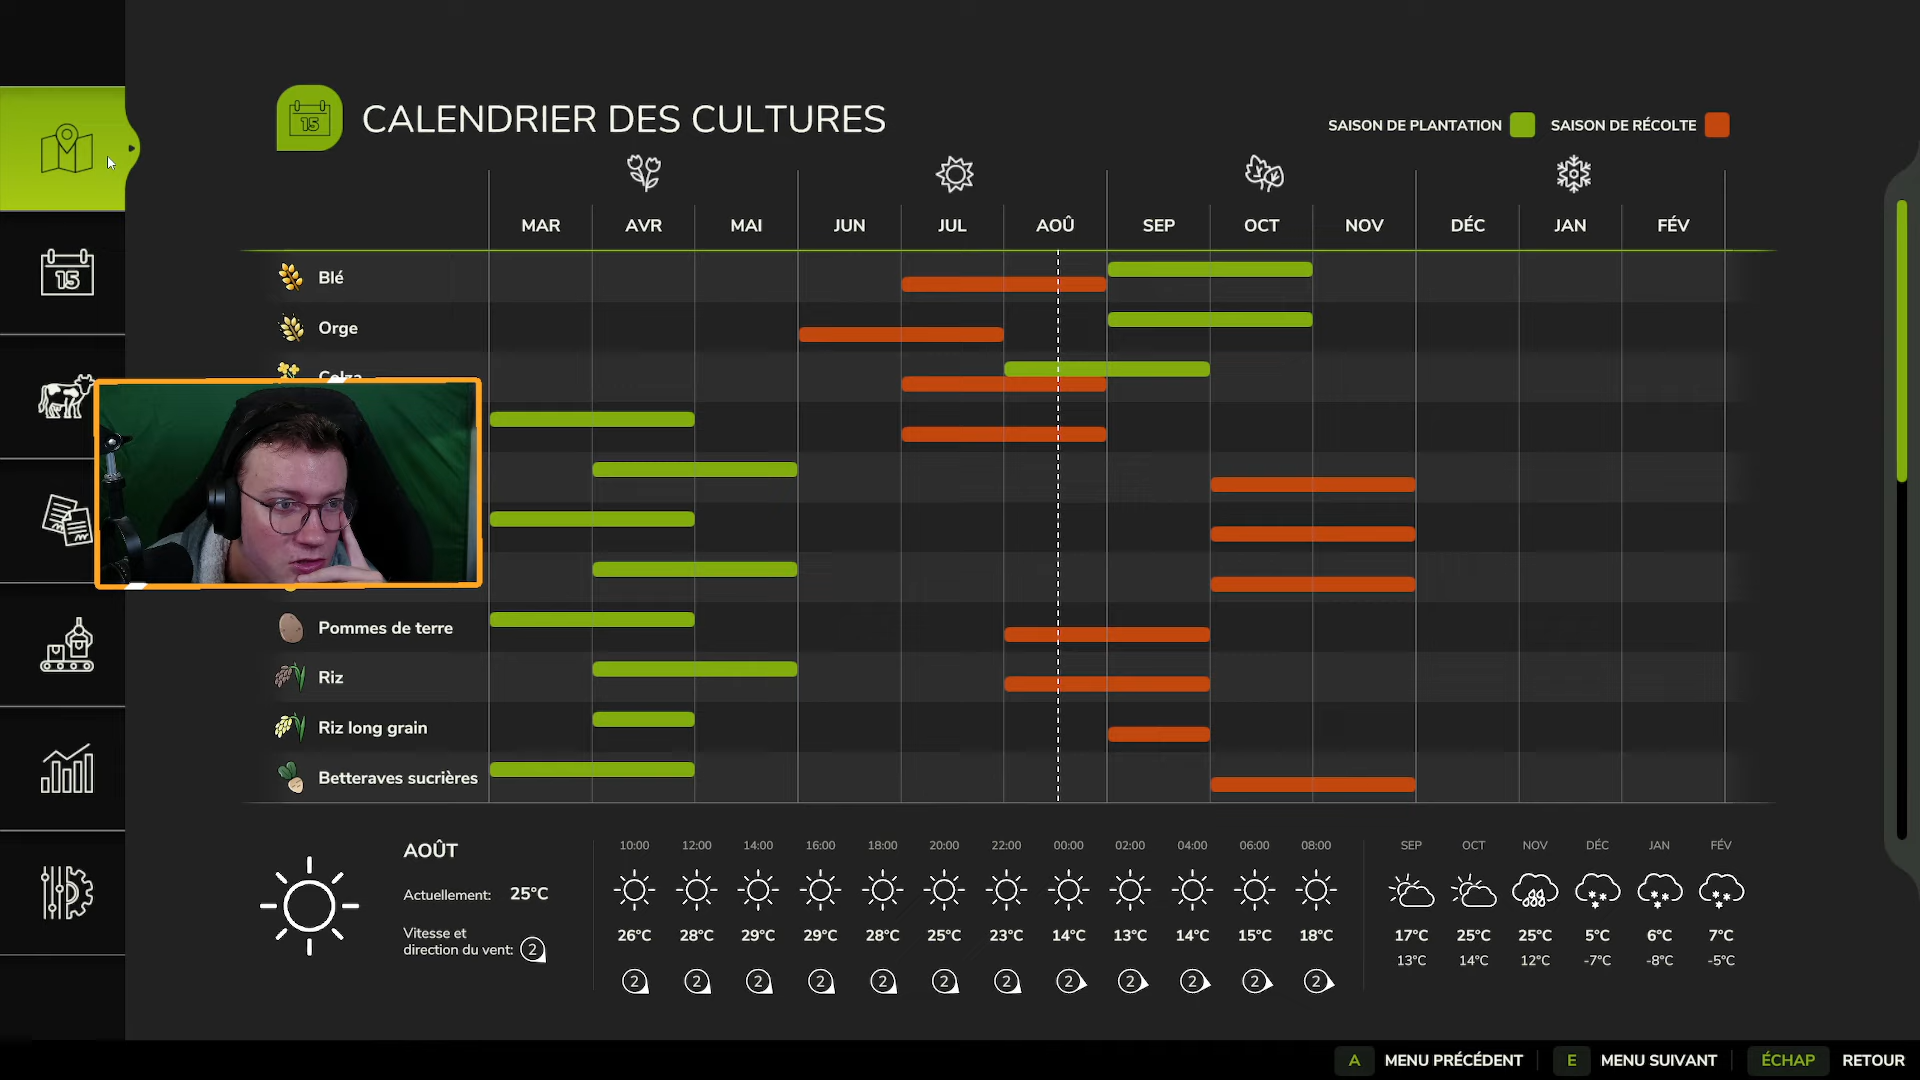 15
CALENDRIER DES CULTURES
SAISON DE PLANTATION
SAISON DE RÉCOLTE
MAR AVR MAI JUN JUL AOÛ SEP OCT NOV DÉC JAN FÉV
15
Blé
Orge
Colza
Pommes de terre
Riz
Riz long grain
Betteraves sucrières
AOÛT
Actuellement: 25°C
Vitesse et
direction du vent: 2
10:00 12:00 14:00 16:00 18:00 20:00 22:00 00:00 02:00 04:00 06:00 08:00
26°C 28°C 29°C 29°C 28°C 25°C 23°C 14°C 13°C 14°C 15°C 18°C
2 2 2 2 2 2 2 2 2 2 2 2
SEP OCT NOV DÉC JAN FÉV
17°C 25°C 25°C 5°C 6°C 7°C
13°C 14°C 12°C -7°C -8°C -5°C
A MENU PRÉCÉDENT E MENU SUIVANT ÉCHAP RETOUR